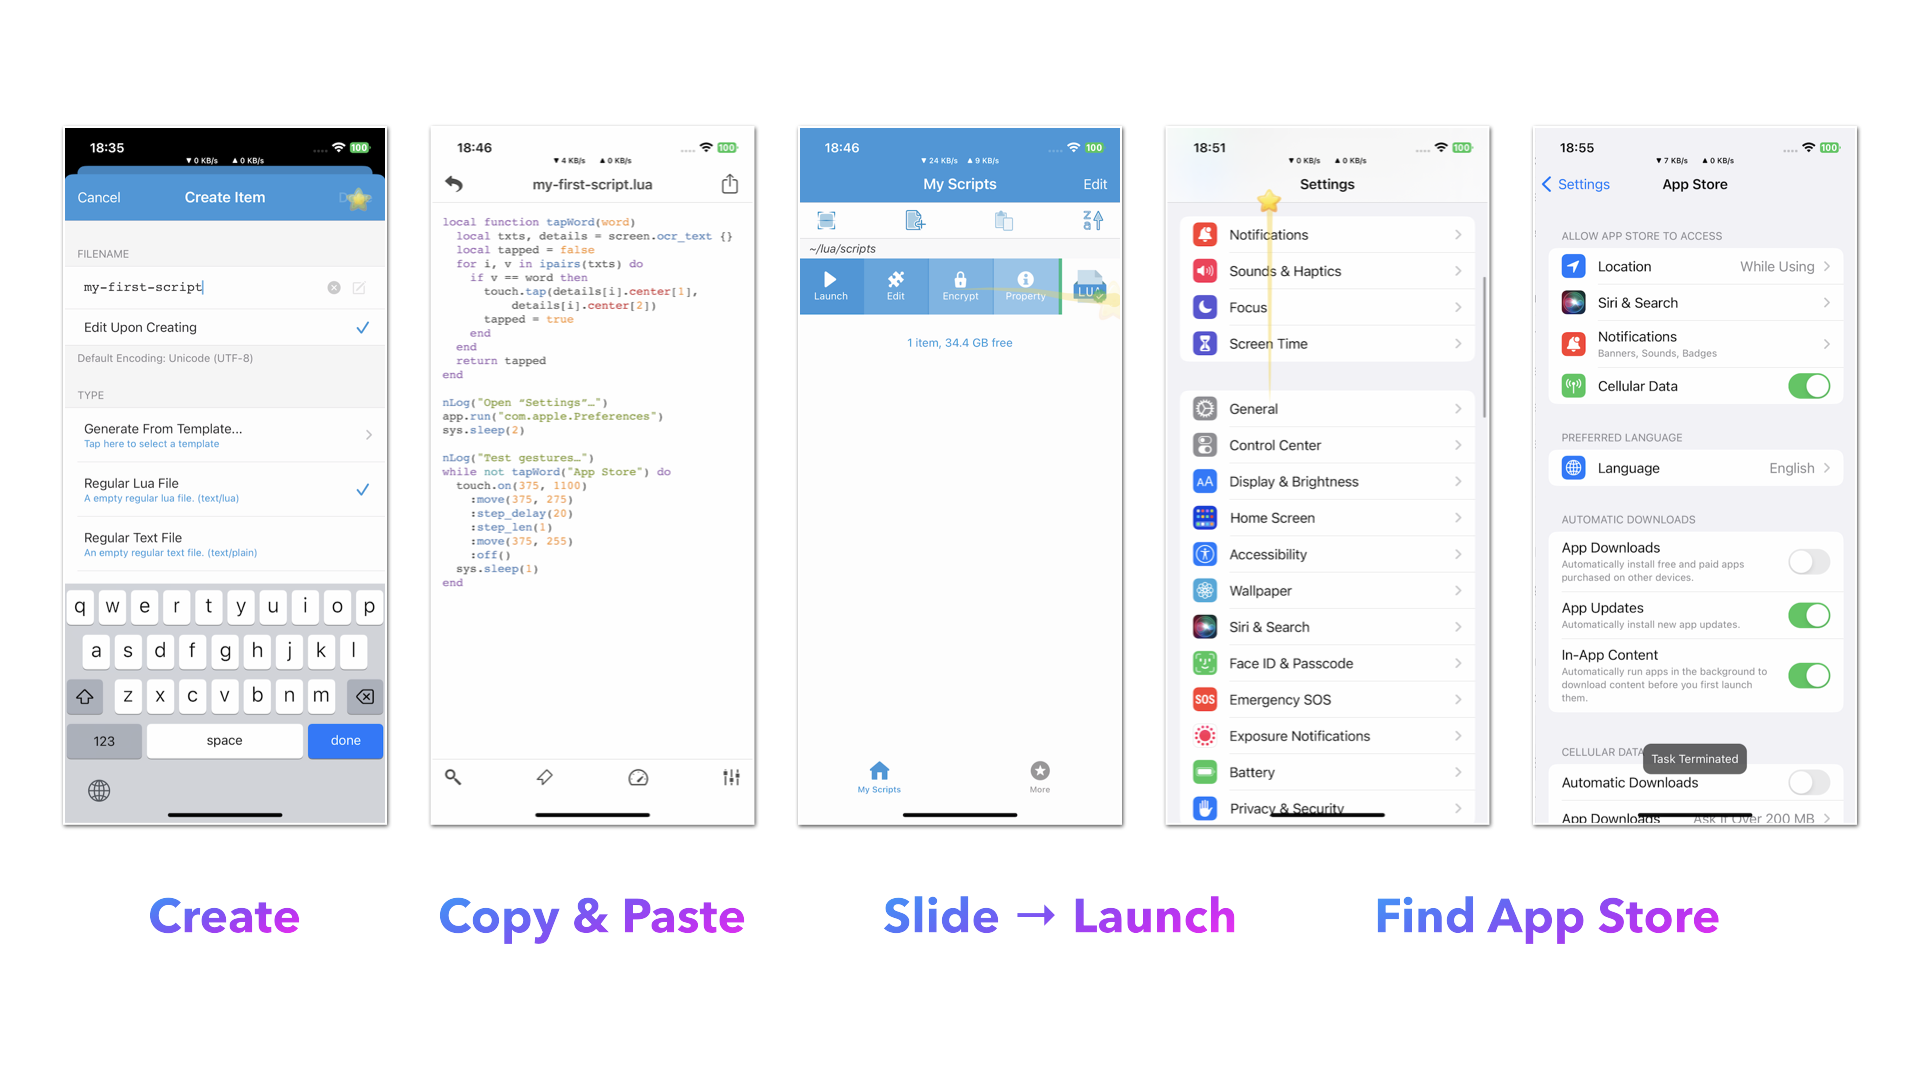 18:35
100
▼ 0 KB/s ▲ 0 KB/s
Cancel
Create Item
FILENAME
my-first-script
Edit Upon Creating
Default Encoding: Unicode (UTF-8)
TYPE
Generate From Template...
Tap here to select a template
Regular Lua File
A empty regular lua file. (text/lua)
Regular Text File
An empty regular text file. (text/plain)
q w e r t y u i o p
a s d f g h j k l
z x c v b n m
123 space done
Create
18:46
100
▼ 4 KB/s ▲ 0 KB/s
my-first-script.lua
local function tapWord(word)
  local txts, details = screen.ocr_text {}
  local tapped = false
  for i, v in ipairs(txts) do
    if v == word then
      touch.tap(details[i].center[1],
          details[i].center[2])
      tapped = true
    end
  end
  return tapped
end
nLog("Open “Settings”…")
app.run("com.apple.Preferences")
sys.sleep(2)
nLog("Test gestures…")
while not tapWord("App Store") do
  touch.on(375, 1100)
    :move(375, 275)
    :step_delay(20)
    :step_len(1)
    :move(375, 255)
    :off()
  sys.sleep(1)
end
Copy & Paste
18:46
100
▼ 24 KB/s ▲ 9 KB/s
My Scripts
Edit
z
a
~/lua/scripts
Launch Edit Encrypt Property
LUA
1 item, 34.4 GB free
My Scripts
More
Slide → Launch
18:51
100
▼ 0 KB/s ▲ 0 KB/s
Settings
Notifications
Sounds & Haptics
Focus
Screen Time
General
Control Center
AA
Display & Brightness
Home Screen
Accessibility
Wallpaper
Siri & Search
Face ID & Passcode
SOS
Emergency SOS
Exposure Notifications
Battery
Privacy & Security
18:55
100
▼ 7 KB/s ▲ 0 KB/s
Settings
App Store
ALLOW APP STORE TO ACCESS
Location While Using
Siri & Search
Notifications
Banners, Sounds, Badges
Cellular Data
PREFERRED LANGUAGE
Language English
AUTOMATIC DOWNLOADS
App Downloads
Automatically install free and paid apps
purchased on other devices.
App Updates
Automatically install new app updates.
In-App Content
Automatically run apps in the background to
download content before you first launch
them.
CELLULAR DATA
Task Terminated
Automatic Downloads
App Downloads Ask If Over 200 MB
Find App Store